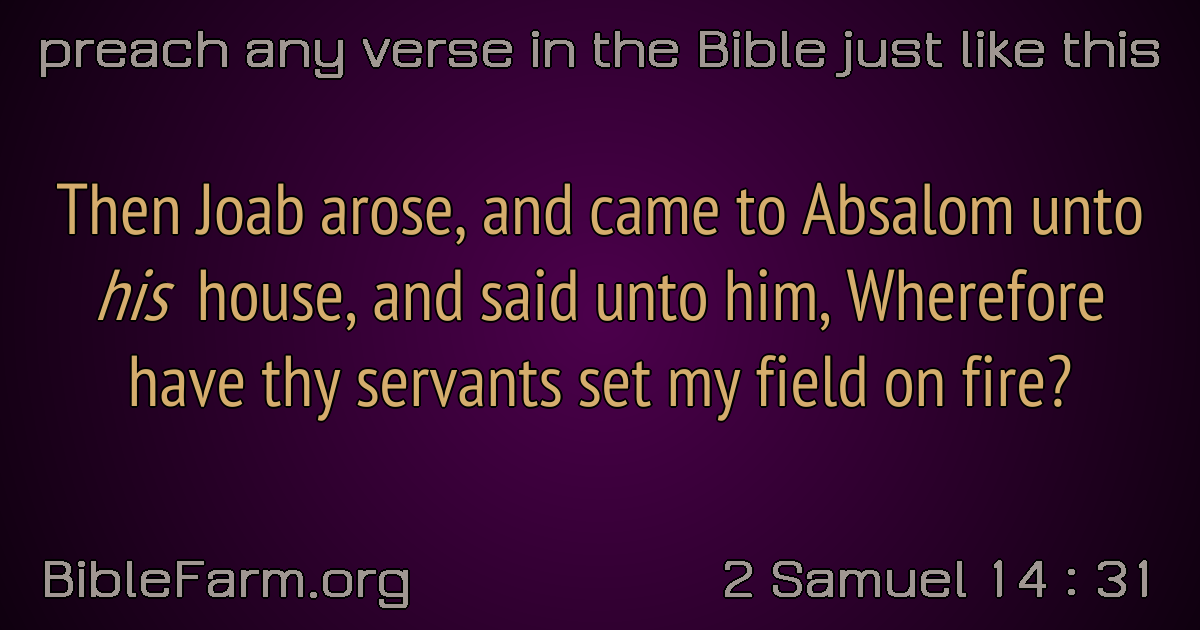 preach any verse in the Bible just like this
Then Joab arose, and came to Absalom unto
his house, and said unto him, Wherefore
have thy servants set my field on fire?
BibleFarm.org
2 Samuel 14 : 31